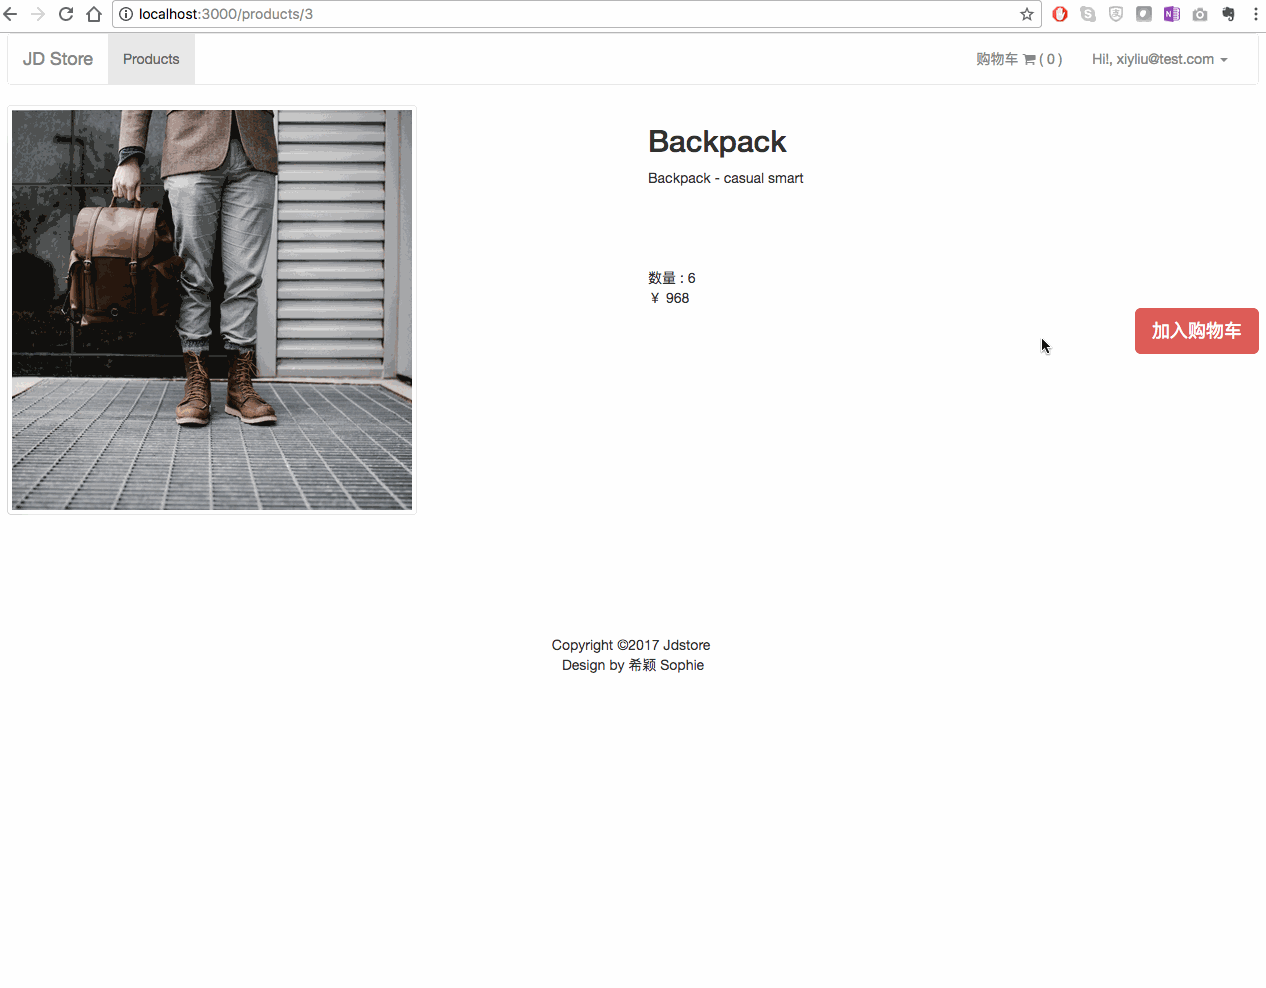 localhost:3000/products/3
JD Store
Products
购物车 ( 0 )
Hi!, xiyliu@test.com
Backpack
Backpack - casual smart
数量 : 6
¥ 968
加入购物车
Copyright ©2017 Jdstore
Design by 希颖 Sophie